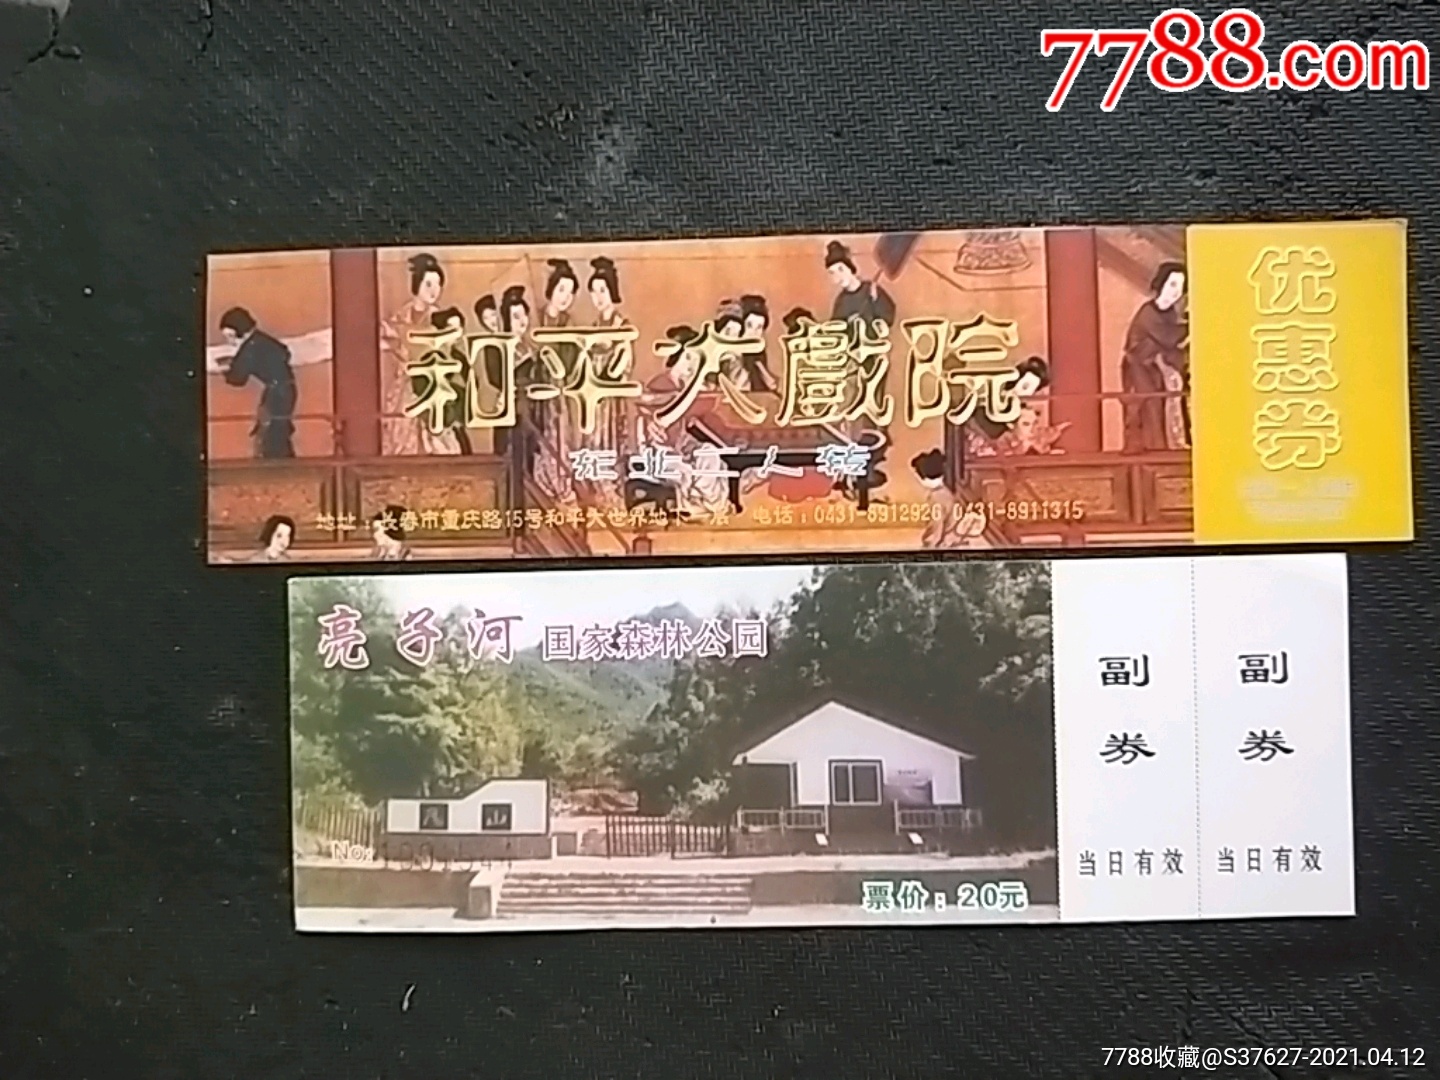 7788.com
和平大戲院
东北二人转
地址：长春市重庆路15号和平大世界地下一层 电话：0431-8912926 0431-8911315
优惠券
亮子河 国家森林公园
山
No:
票价：20元
副券
当日有效
副券
当日有效
7788收藏@S37627-2021.04.12